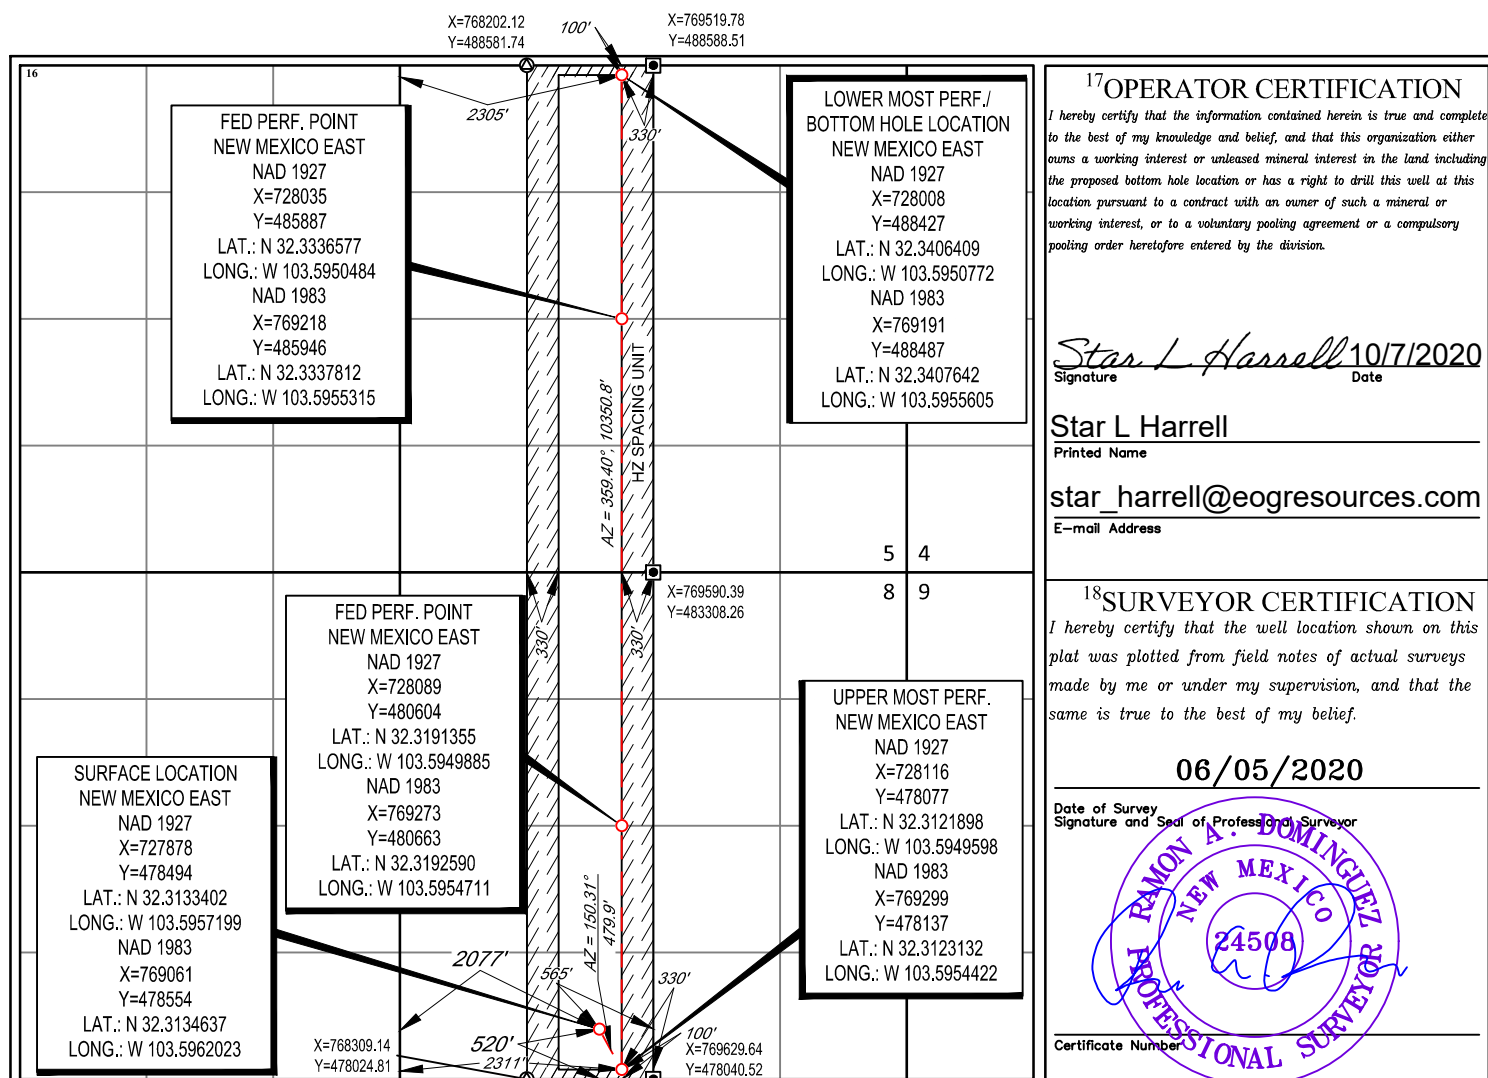 X=768202.12
Y=488581.74
100'
X=769519.78
Y=488588.51
16
2305'
330'
FED PERF. POINT
NEW MEXICO EAST
NAD 1927
X=728035
Y=485887
LAT.: N 32.3336577
LONG.: W 103.5950484
NAD 1983
X=769218
Y=485946
LAT.: N 32.3337812
LONG.: W 103.5955315
LOWER MOST PERF./
BOTTOM HOLE LOCATION
NEW MEXICO EAST
NAD 1927
X=728008
Y=488427
LAT.: N 32.3406409
LONG.: W 103.5950772
NAD 1983
X=769191
Y=488487
LAT.: N 32.3407642
LONG.: W 103.5955605
AZ = 359.40°, 10350.8'
HZ SPACING UNIT
5 4
8 9
X=769590.39
Y=483308.26
330'
330'
FED PERF. POINT
NEW MEXICO EAST
NAD 1927
X=728089
Y=480604
LAT.: N 32.3191355
LONG.: W 103.5949885
NAD 1983
X=769273
Y=480663
LAT.: N 32.3192590
LONG.: W 103.5954711
UPPER MOST PERF.
NEW MEXICO EAST
NAD 1927
X=728116
Y=478077
LAT.: N 32.3121898
LONG.: W 103.5949598
NAD 1983
X=769299
Y=478137
LAT.: N 32.3123132
LONG.: W 103.5954422
SURFACE LOCATION
NEW MEXICO EAST
NAD 1927
X=727878
Y=478494
LAT.: N 32.3133402
LONG.: W 103.5957199
NAD 1983
X=769061
Y=478554
LAT.: N 32.3134637
LONG.: W 103.5962023
2077'
565'
AZ = 150.31°
479.9'
330'
520'
100'
2311'
X=768309.14
Y=478024.81
X=769629.64
Y=478040.52
17OPERATOR CERTIFICATION
I hereby certify that the information contained herein is true and complete
to the best of my knowledge and belief, and that this organization either
owns a working interest or unleased mineral interest in the land including
the proposed bottom hole location or has a right to drill this well at this
location pursuant to a contract with an owner of such a mineral or
working interest, or to a voluntary pooling agreement or a compulsory
pooling order heretofore entered by the division.
Star L Harrell 10/7/2020
Signature Date
Star L Harrell
Printed Name
star_harrell@eogresources.com
E-mail Address
18SURVEYOR CERTIFICATION
I hereby certify that the well location shown on this
plat was plotted from field notes of actual surveys
made by me or under my supervision, and that the
same is true to the best of my belief.
06/05/2020
Date of Survey
Signature and Seal of Professional Surveyor
RAMON A. DOMINGUEZ
NEW MEXICO
24508
PROFESSIONAL SURVEYOR
Certificate Number